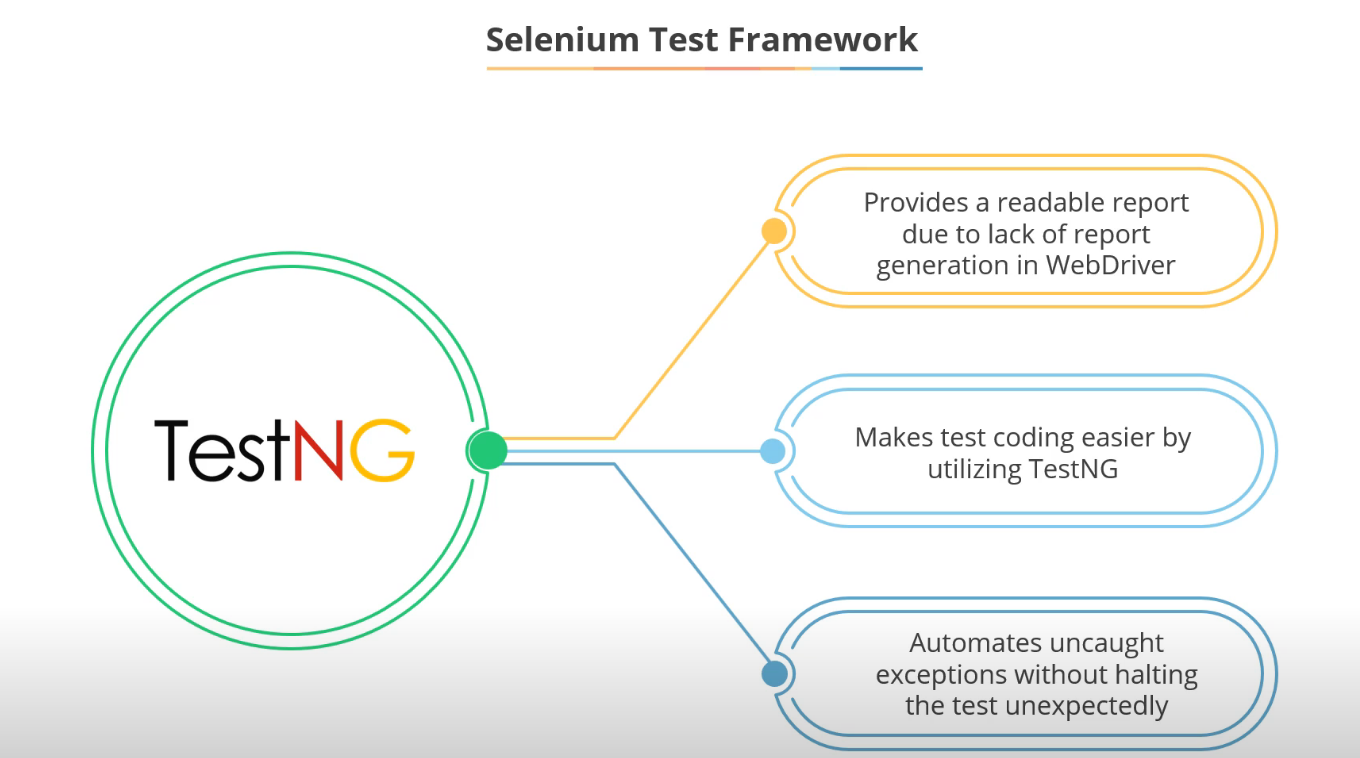 Selenium Test Framework
Provides a readable report
due to lack of report
generation in WebDriver
TestNG
Makes test coding easier by
utilizing TestNG
Automates uncaught
exceptions without halting
the test unexpectedly